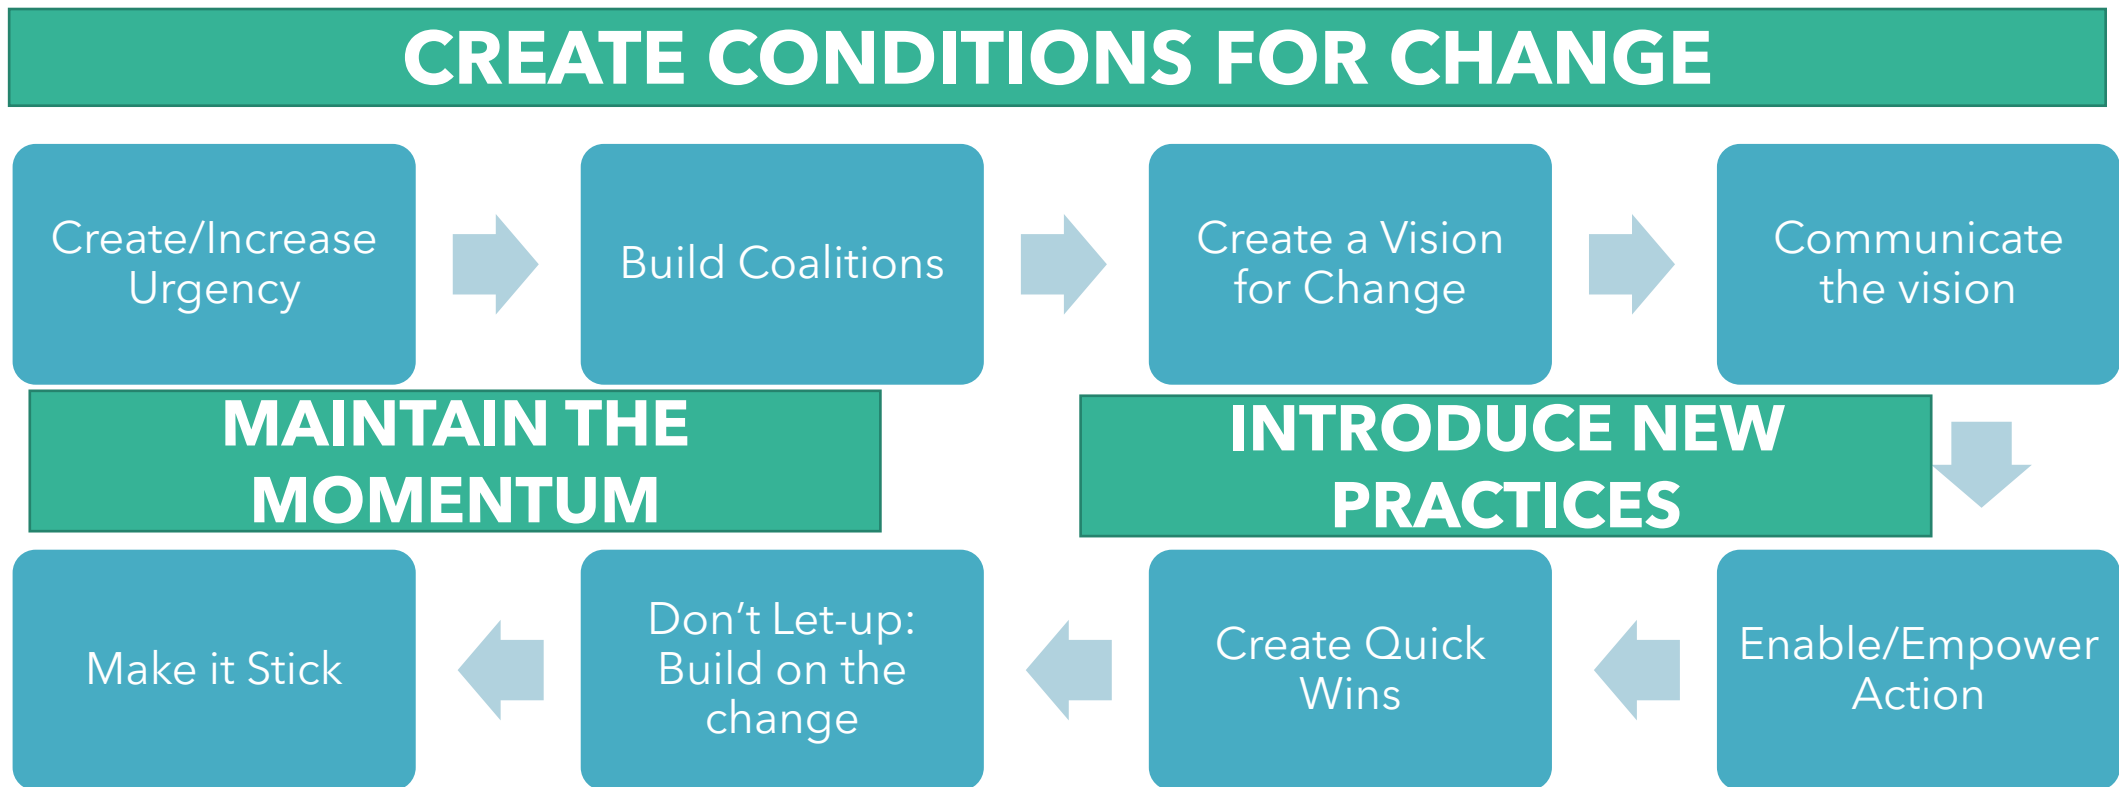 CREATE CONDITIONS FOR CHANGE
Create/Increase
Urgency
Build Coalitions
Create a Vision
for Change
Communicate
the vision
INTRODUCE NEW
PRACTICES
Enable/Empower
Action
Create Quick
Wins
MAINTAIN THE
MOMENTUM
Don’t Let-up:
Build on the
change
Make it Stick